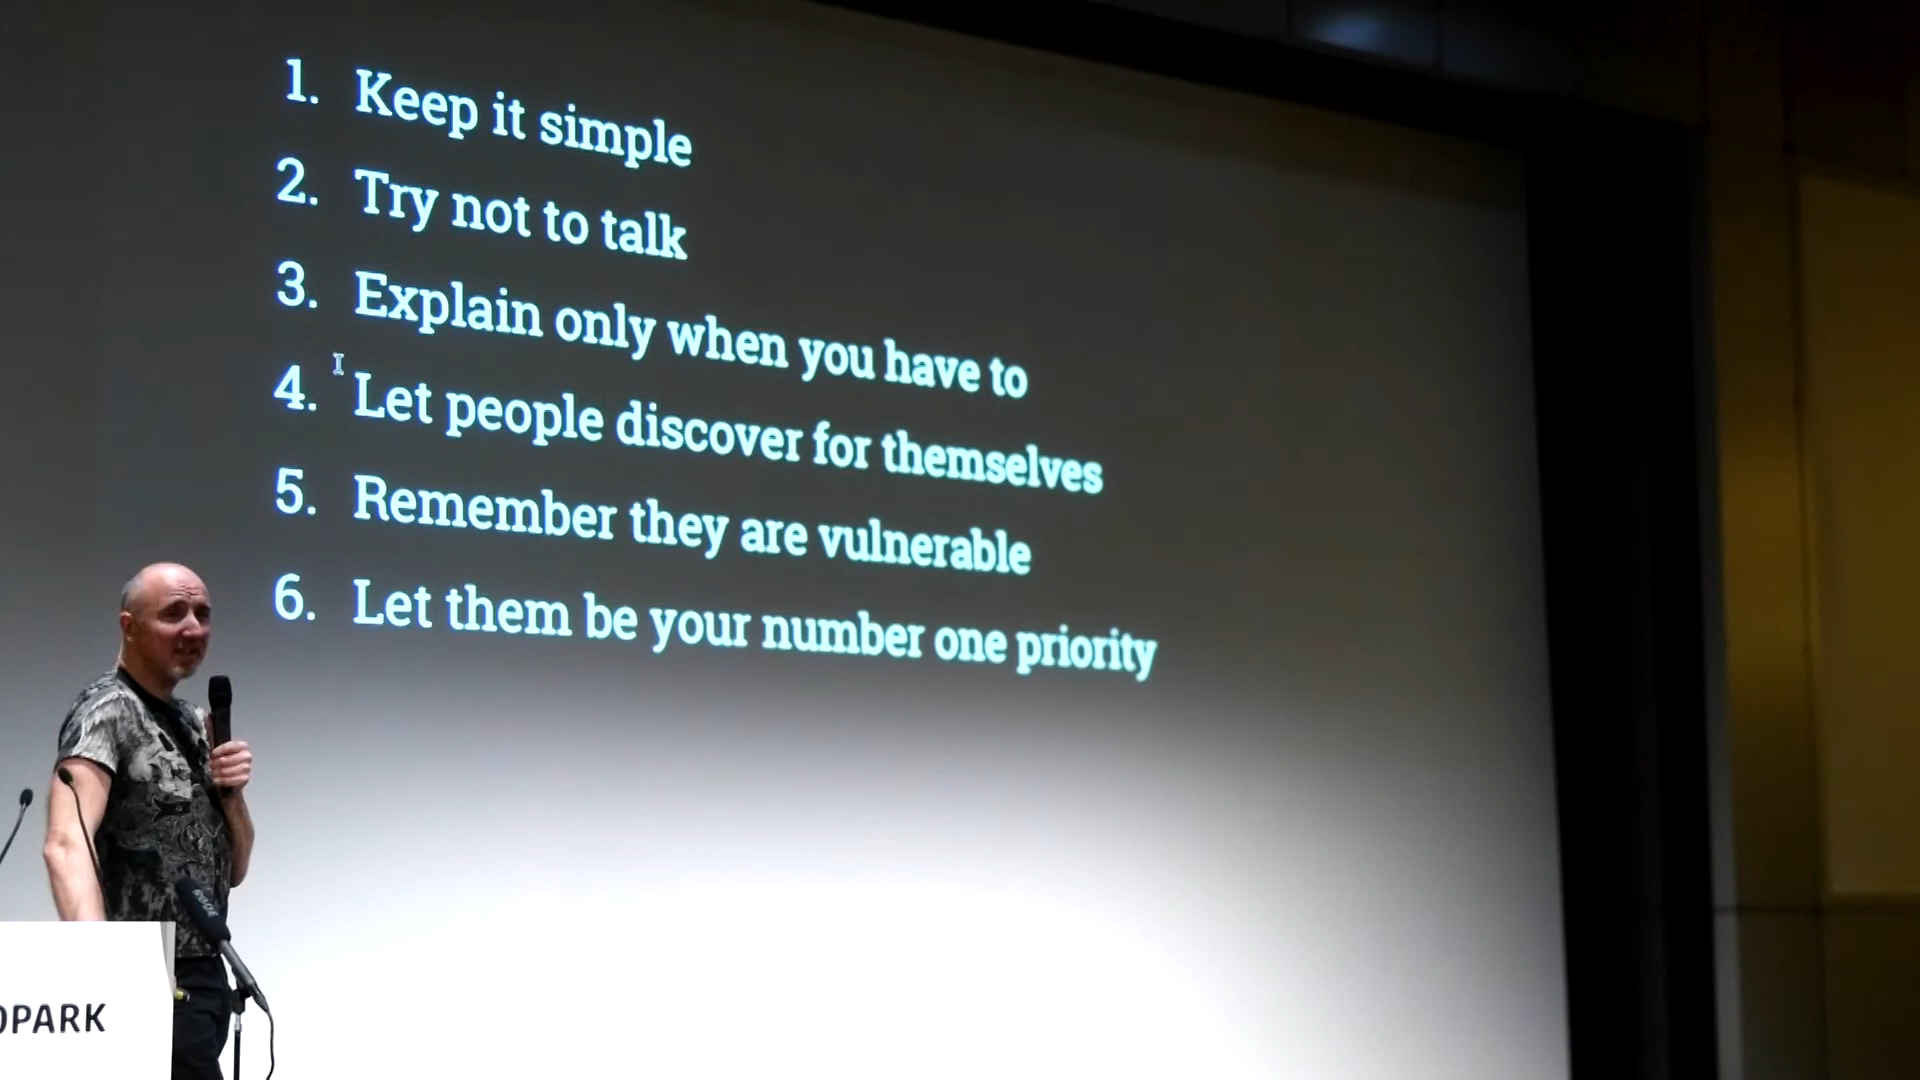 1. Keep it simple
2. Try not to talk
3. Explain only when you have to
4. Let people discover for themselves
5. Remember they are vulnerable
6. Let them be your number one priority
OPARK